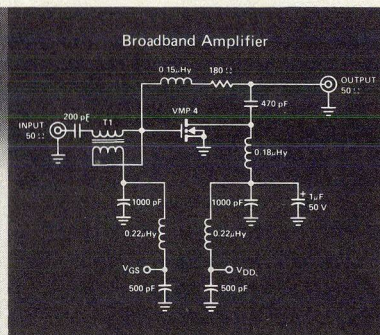 Broadband Amplifier
0.15µHy
180 Ω
OUTPUT
50 Ω
200 pF
T1
VMP 4
470 pF
INPUT
50 Ω
0.18µHy
1000 pF
1000 pF
+
1µF
50 V
0.22µHy
0.22µHy
VGS
VDD
500 pF
500 pF